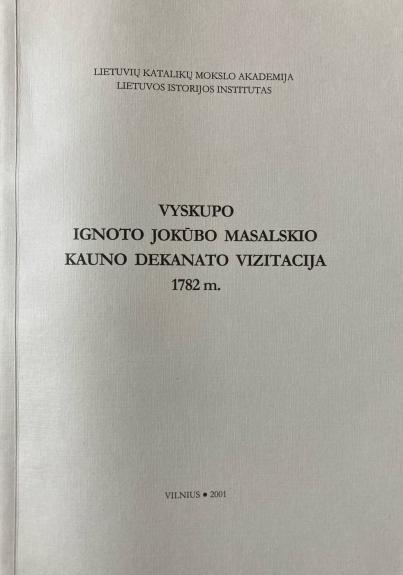 LIETUVIŲ KATALIKŲ MOKSLO AKADEMIJA
LIETUVOS ISTORIJOS INSTITUTAS
VYSKUPO
IGNOTO JOKŪBO MASALSKIO
KAUNO DEKANATO VIZITACIJA
1782 m.
VILNIUS ● 2001